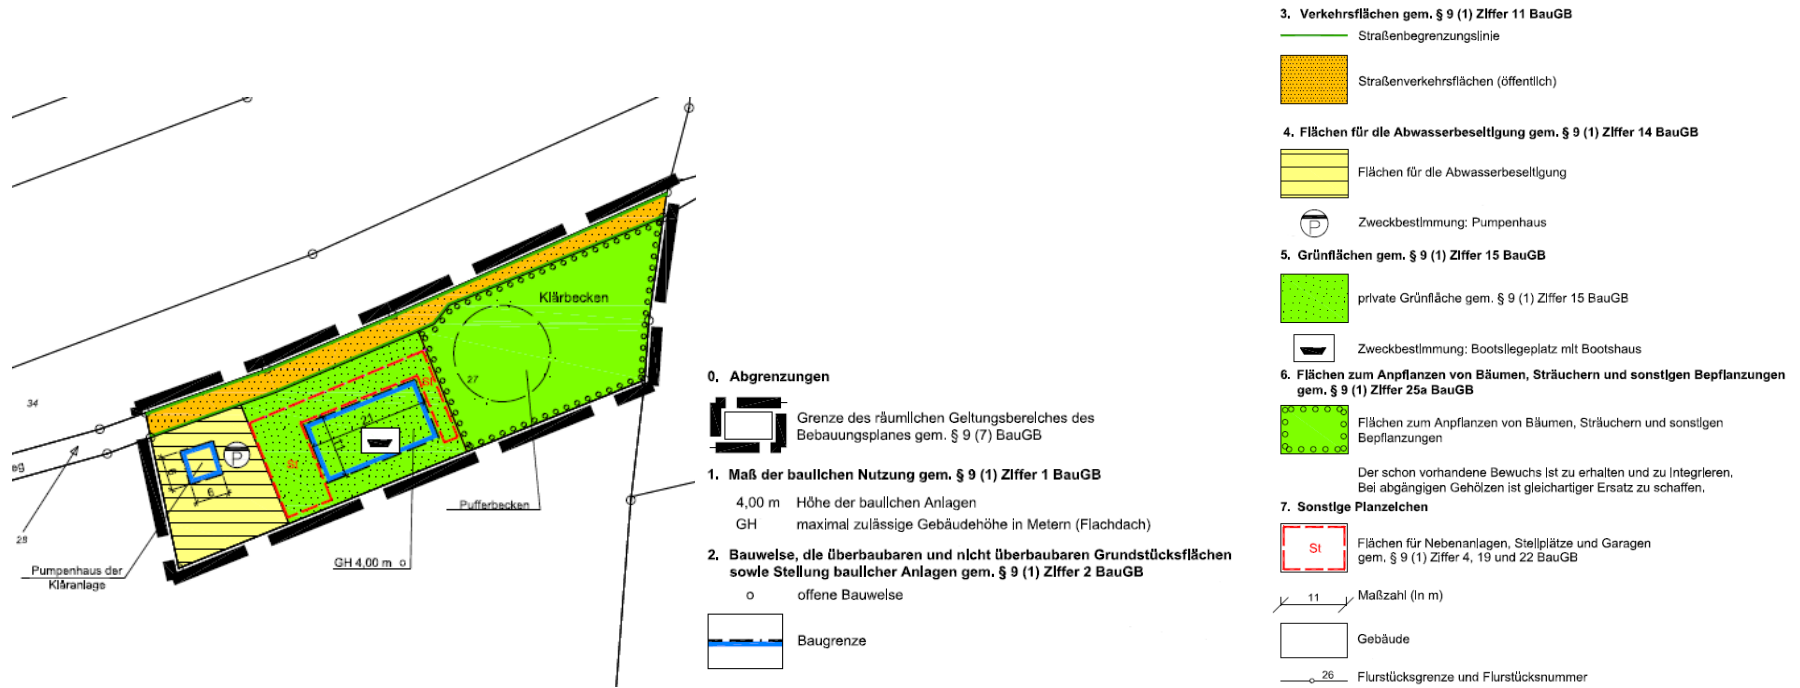 34
eg
28
Klärbecken
27
St
St
21
11
6
6
P
Pumpenhaus der
Kläranlage
Pufferbecken
GH 4,00 m o
0. Abgrenzungen
Grenze des räumlichen Geltungsbereiches des
Bebauungsplanes gem. § 9 (7) BauGB
1. Maß der baulichen Nutzung gem. § 9 (1) Ziffer 1 BauGB
4,00 m Höhe der baulichen Anlagen
GH maximal zulässige Gebäudehöhe in Metern (Flachdach)
2. Bauweise, die überbaubaren und nicht überbaubaren Grundstücksflächen
sowie Stellung baulicher Anlagen gem. § 9 (1) Ziffer 2 BauGB
o offene Bauweise
Baugrenze
3. Verkehrsflächen gem. § 9 (1) Ziffer 11 BauGB
Straßenbegrenzungslinie
Straßenverkehrsflächen (öffentlich)
4. Flächen für die Abwasserbeseitigung gem. § 9 (1) Ziffer 14 BauGB
Flächen für die Abwasserbeseitigung
P Zweckbestimmung: Pumpenhaus
5. Grünflächen gem. § 9 (1) Ziffer 15 BauGB
private Grünfläche gem. § 9 (1) Ziffer 15 BauGB
Zweckbestimmung: Bootsliegeplatz mit Bootshaus
6. Flächen zum Anpflanzen von Bäumen, Sträuchern und sonstigen Bepflanzungen
gem. § 9 (1) Ziffer 25a BauGB
Flächen zum Anpflanzen von Bäumen, Sträuchern und sonstigen
Bepflanzungen
Der schon vorhandene Bewuchs ist zu erhalten und zu integrieren.
Bei abgängigen Gehölzen ist gleichartiger Ersatz zu schaffen.
7. Sonstige Planzeichen
St Flächen für Nebenanlagen, Stellplätze und Garagen
gem. § 9 (1) Ziffer 4, 19 und 22 BauGB
11 Maßzahl (in m)
Gebäude
26 Flurstücksgrenze und Flurstücksnummer